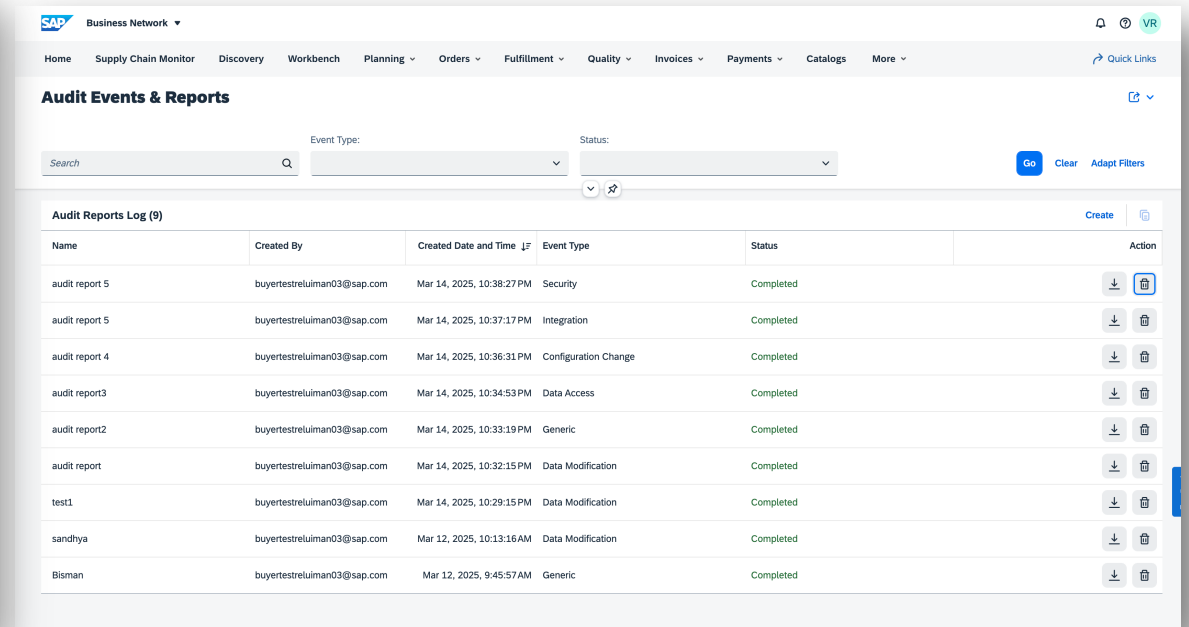 SAP Business Network VR
Home Supply Chain Monitor Discovery Workbench Planning Orders Fulfillment Quality Invoices Payments Catalogs More Quick Links
Audit Events & Reports
Event Type: Status:
Search Go Clear Adapt Filters
Audit Reports Log (9) Create
Name Created By Created Date and Time Event Type Status Action
audit report 5 buyertestreluiman03@sap.com Mar 14, 2025, 10:38:27 PM Security Completed
audit report 5 buyertestreluiman03@sap.com Mar 14, 2025, 10:37:17 PM Integration Completed
audit report 4 buyertestreluiman03@sap.com Mar 14, 2025, 10:36:31 PM Configuration Change Completed
audit report3 buyertestreluiman03@sap.com Mar 14, 2025, 10:34:53 PM Data Access Completed
audit report2 buyertestreluiman03@sap.com Mar 14, 2025, 10:33:19 PM Generic Completed
audit report buyertestreluiman03@sap.com Mar 14, 2025, 10:32:15 PM Data Modification Completed
test1 buyertestreluiman03@sap.com Mar 14, 2025, 10:29:15 PM Data Modification Completed
sandhya buyertestreluiman03@sap.com Mar 12, 2025, 10:13:16 AM Data Modification Completed
Bisman buyertestreluiman03@sap.com Mar 12, 2025, 9:45:57 AM Generic Completed